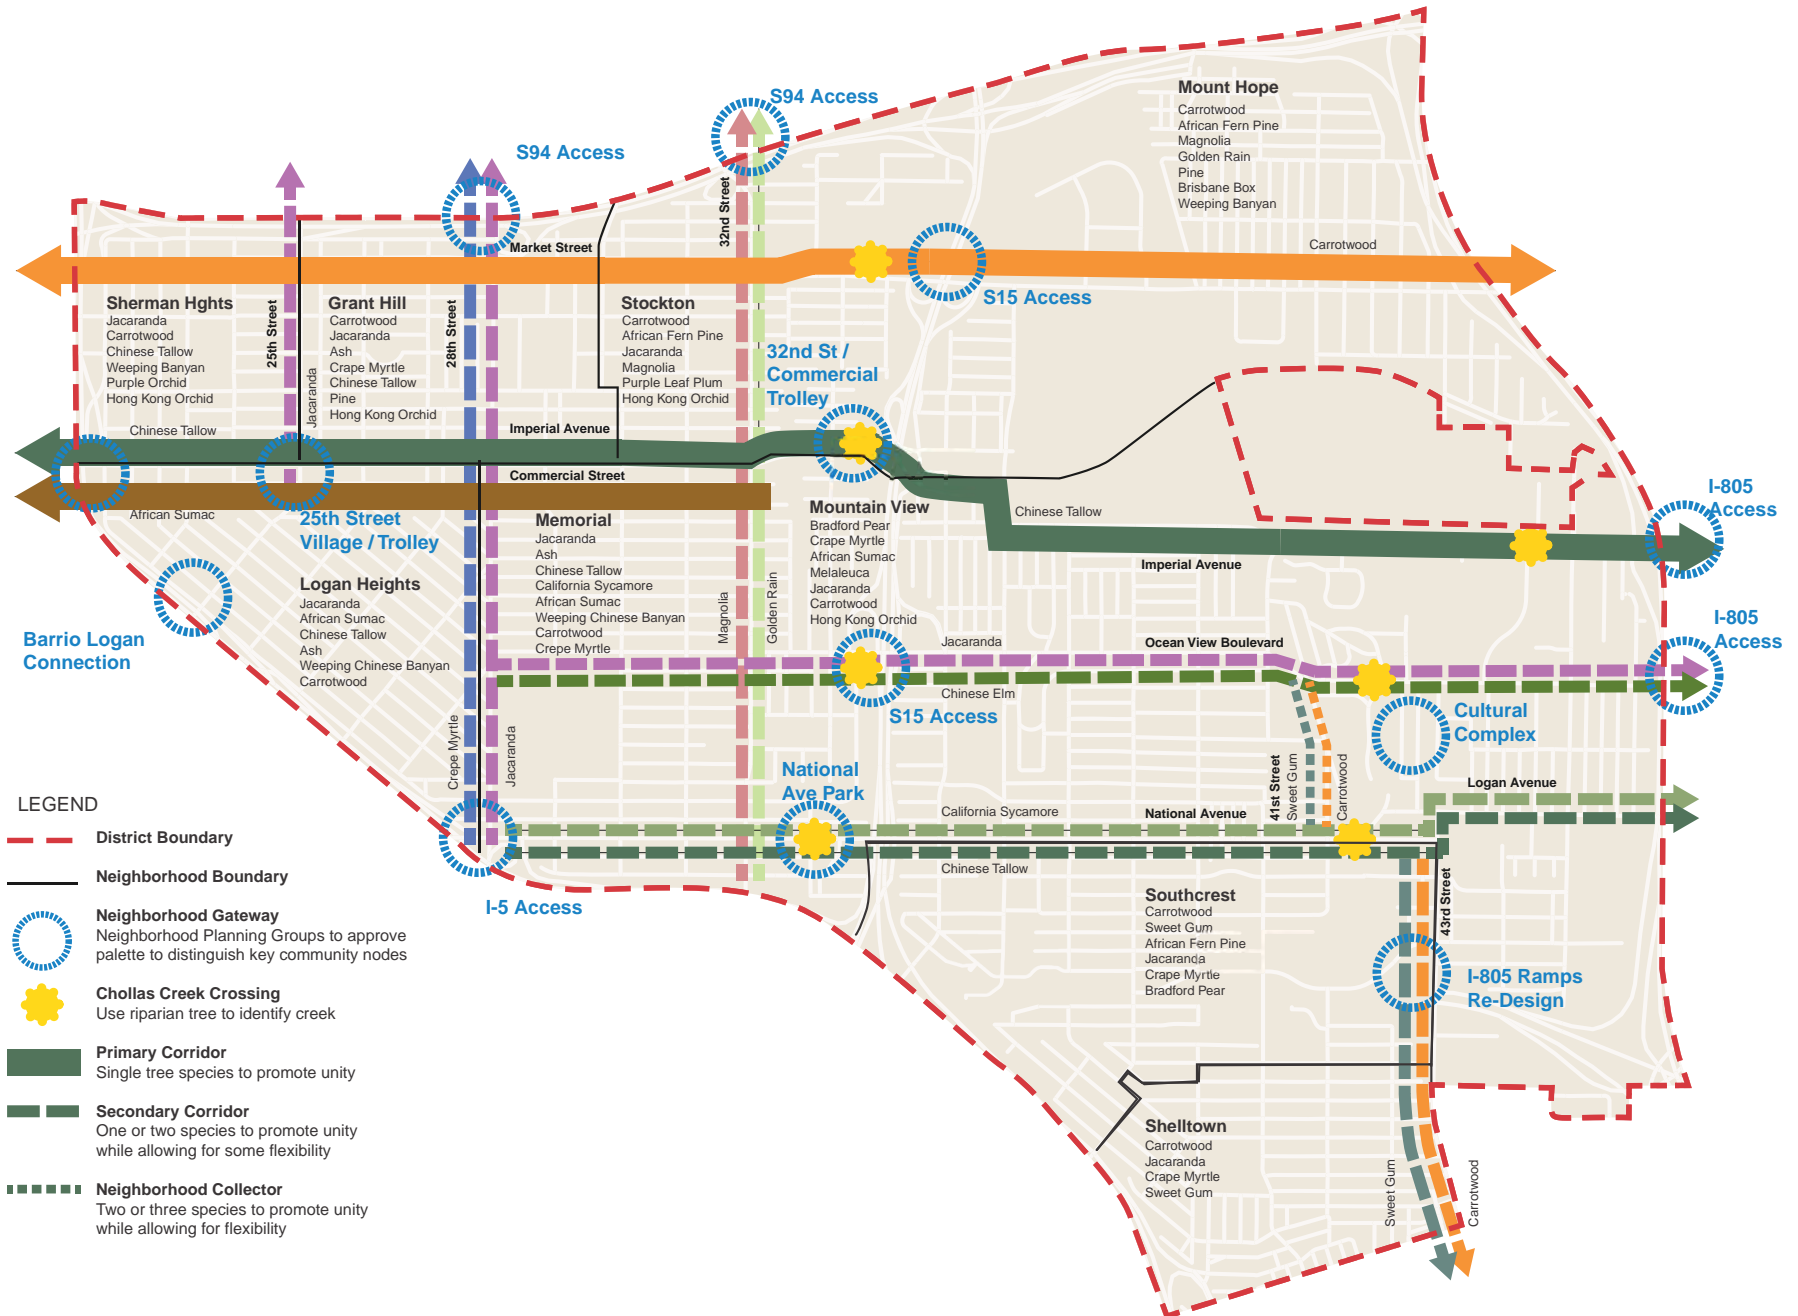 S94 Access
S94 Access
Mount Hope
Carrotwood
African Fern Pine
Magnolia
Golden Rain
Pine
Brisbane Box
Weeping Banyan
32nd Street
Market Street
Carrotwood
S15 Access
Sherman Hghts
Jacaranda
Carrotwood
Chinese Tallow
Weeping Banyan
Purple Orchid
Hong Kong Orchid
25th Street
Jacaranda
Grant Hill
Carrotwood
Jacaranda
Ash
Crape Myrtle
Chinese Tallow
Pine
Hong Kong Orchid
28th Street
Stockton
Carrotwood
African Fern Pine
Jacaranda
Magnolia
Purple Leaf Plum
Hong Kong Orchid
32nd St /
Commercial
Trolley
Chinese Tallow
Imperial Avenue
Commercial Street
African Sumac
25th Street
Village / Trolley
Memorial
Jacaranda
Ash
Chinese Tallow
California Sycamore
African Sumac
Weeping Chinese Banyan
Carrotwood
Crepe Myrtle
Mountain View
Bradford Pear
Crape Myrtle
African Sumac
Melaleuca
Jacaranda
Carrotwood
Hong Kong Orchid
Chinese Tallow
Imperial Avenue
I-805
Access
Logan Heights
Jacaranda
African Sumac
Chinese Tallow
Ash
Weeping Chinese Banyan
Carrotwood
Barrio Logan
Connection
Magnolia
Golden Rain
Jacaranda
Ocean View Boulevard
I-805
Access
Chinese Elm
S15 Access
Cultural
Complex
Crepe Myrtle
Jacaranda
National
Ave Park
California Sycamore
National Avenue
41st Street
Sweet Gum
Carrotwood
Logan Avenue
Chinese Tallow
I-5 Access
Southcrest
Carrotwood
Sweet Gum
African Fern Pine
Jacaranda
Crape Myrtle
Bradford Pear
43rd Street
I-805 Ramps
Re-Design
Shelltown
Carrotwood
Jacaranda
Crape Myrtle
Sweet Gum
Sweet Gum
Carrotwood
LEGEND
District Boundary
Neighborhood Boundary
Neighborhood Gateway
Neighborhood Planning Groups to approve
palette to distinguish key community nodes
Chollas Creek Crossing
Use riparian tree to identify creek
Primary Corridor
Single tree species to promote unity
Secondary Corridor
One or two species to promote unity
while allowing for some flexibility
Neighborhood Collector
Two or three species to promote unity
while allowing for flexibility